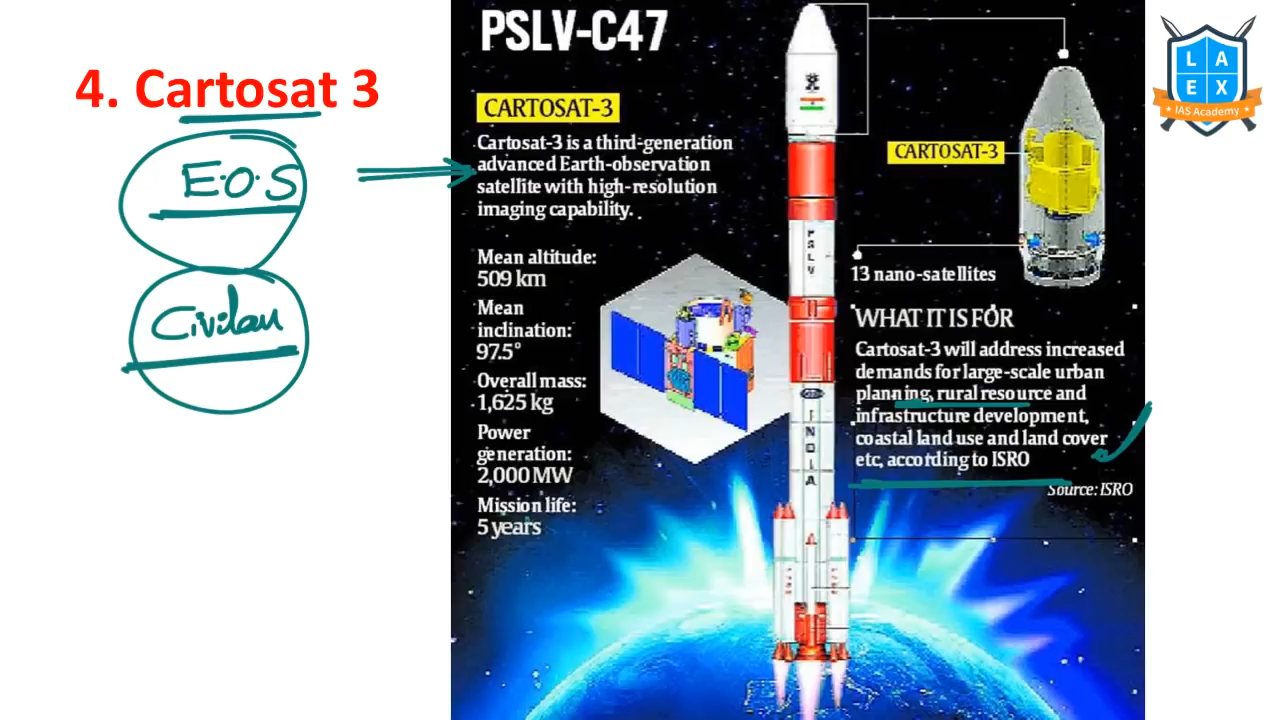 4. Cartosat 3
E.O.S
Civilan
PSLV-C47
CARTOSAT-3
Cartosat-3 is a third-generation
advanced Earth-observation
satellite with high-resolution
imaging capability.
Mean altitude:
509 km
Mean
inclination:
97.5°
Overall mass:
1,625 kg
Power
generation:
2,000 MW
Mission life:
5 years
PSLV
INDIA
CARTOSAT-3
13 nano-satellites
WHAT IT IS FOR
Cartosat-3 will address increased
demands for large-scale urban
planning, rural resource and
infrastructure development,
coastal land use and land cover
etc, according to ISRO
Source: ISRO
LA
EX
IAS Academy